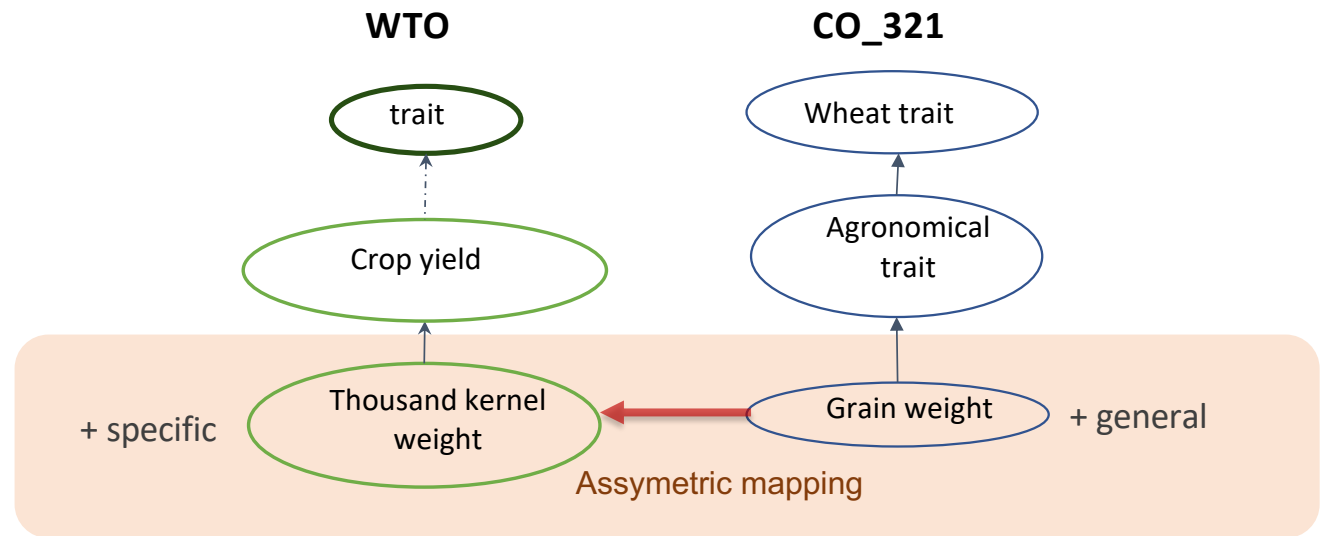 WTO
CO_321
trait
Wheat trait
Crop yield
Agronomical
trait
+ specific
Thousand kernel
weight
Grain weight
+ general
Assymetric mapping